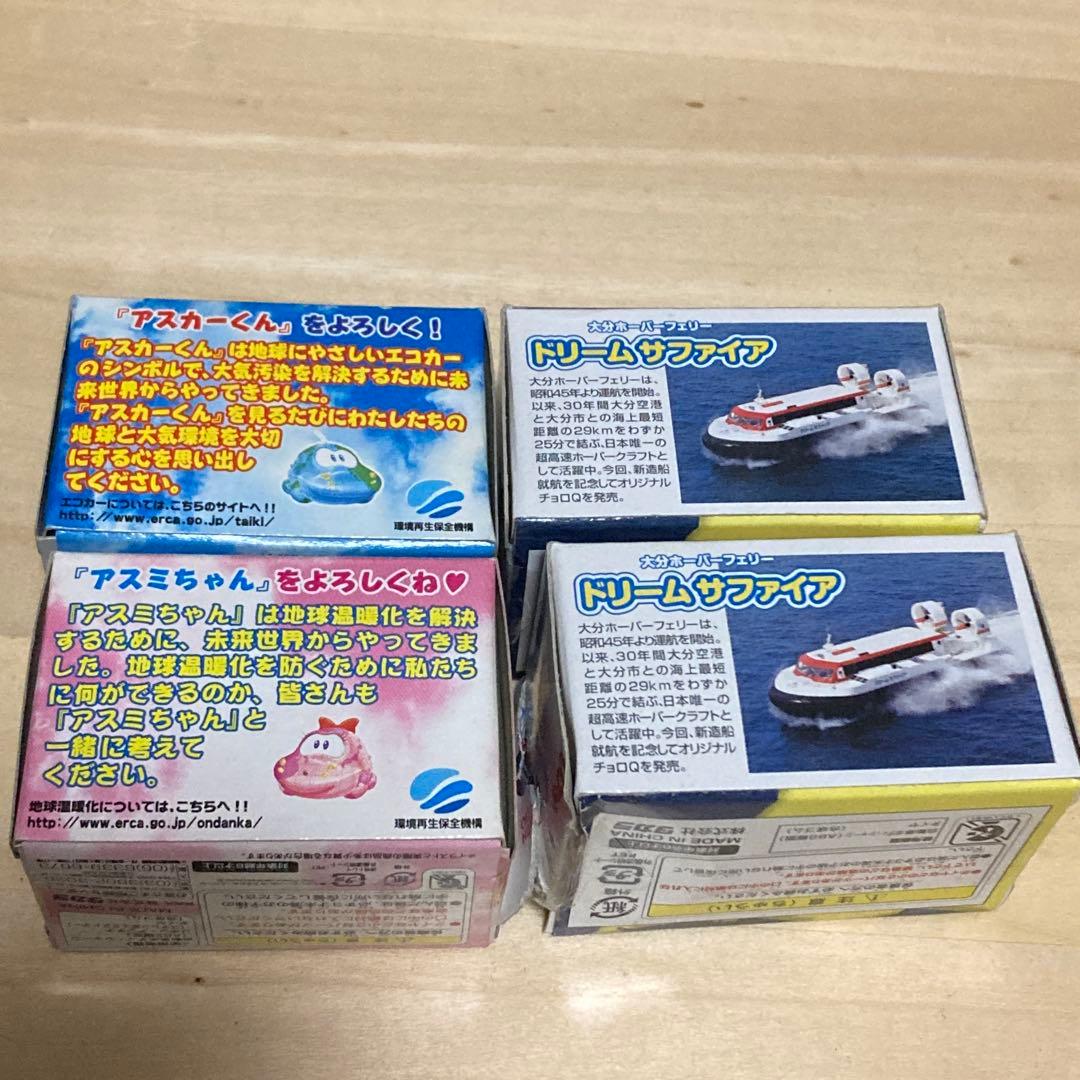 『アスカーくん』をよろしく！
『アスカーくん』は地球にやさしいエコカー
のシンボルで、大気汚染を解決するために未
来世界からやってきました。
『アスカーくん』を見るたびにわたしたちの
地球と大気環境を大切
にする心を思い出し
てください。
エコカーについては、こちらのサイトへ！！
http://www.erca.go.jp/taiki/
環境再生保全機構
大分ホーバーフェリー
ドリーム サファイア
大分ホーバーフェリーは、
昭和45年より運航を開始。
以来、30年間大分空港
と大分市との海上最短
距離の29kmをわずか
25分で結ぶ、日本唯一の
超高速ホーバークラフトと
して活躍中。今回、新造船
就航を記念してオリジナル
チョロQを発売。
『アスミちゃん』をよろしくね♥
『アスミちゃん』は地球温暖化を解決
するために、未来世界からやってきま
した。地球温暖化を防ぐために私たち
に何ができるのか、皆さんも
『アスミちゃん』と
一緒に考えて
ください。
地球温暖化については、こちらへ！！
http://www.erca.go.jp/ondanka/
環境再生保全機構
大分ホーバーフェリー
ドリーム サファイア
大分ホーバーフェリーは、
昭和45年より運航を開始。
以来、30年間大分空港
と大分市との海上最短
距離の29kmをわずか
25分で結ぶ、日本唯一の
超高速ホーバークラフトと
して活躍中。今回、新造船
就航を記念してオリジナル
チョロQを発売。
⚠注意(ちゅうい)
紙
外箱
プラ
株式会社タカラ
MADE IN CHINA